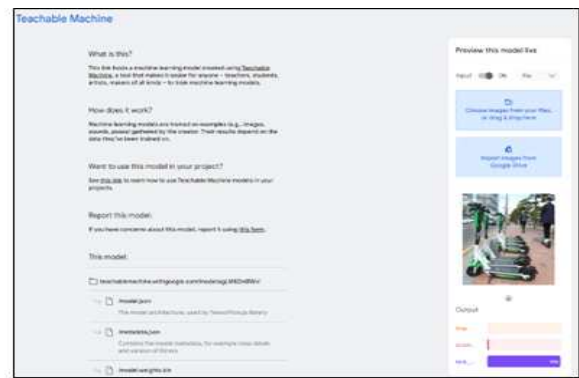 Teachable Machine
What is this?
This link hosts a machine learning model created using Teachable
Machine, a tool that makes it easier for anyone – teachers, students,
artists, makers of all kinds – to train machine learning models.
How does it work?
Machine learning models are trained on examples (e.g., images,
sounds, poses) gathered by the creator. Their results depend on the
data they've been trained on.
Want to use this model in your project?
See this link to learn how to use Teachable Machine models in your
projects.
Report this model:
If you have concerns about this model, report it using this form.
This model:
model.json
The model architecture, used by library
metadata.json
Contains the model metadata, for example class labels
and version of library
model.weights.bin
Preview this model live
Input ON File
Choose images from your files,
or drag & drop here
Import images from
Google Drive
Output